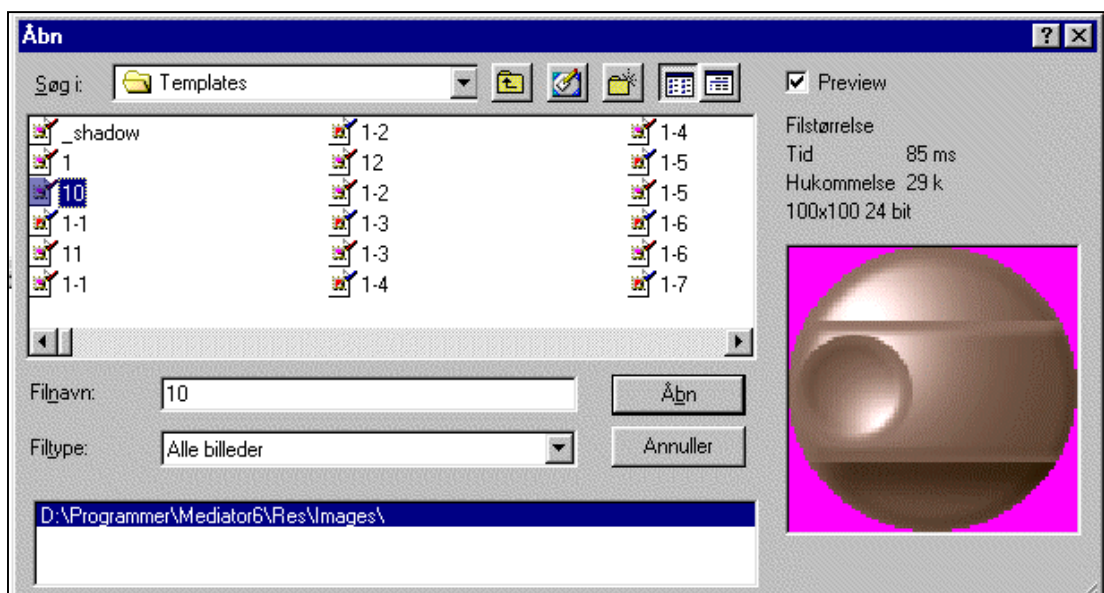 Åbn
Søg i: Templates
Preview
_shadow 1-2 1-4
1 12 1-5
10 1-2 1-5
1-1 1-3 1-6
11 1-3 1-6
1-1 1-4 1-7
Filstørrelse
Tid 85 ms
Hukommelse 29 k
100x100 24 bit
Filnavn: 10 Åbn
Filtype: Alle billeder Annuller
D:\Programmer\Mediator6\Res\Images\